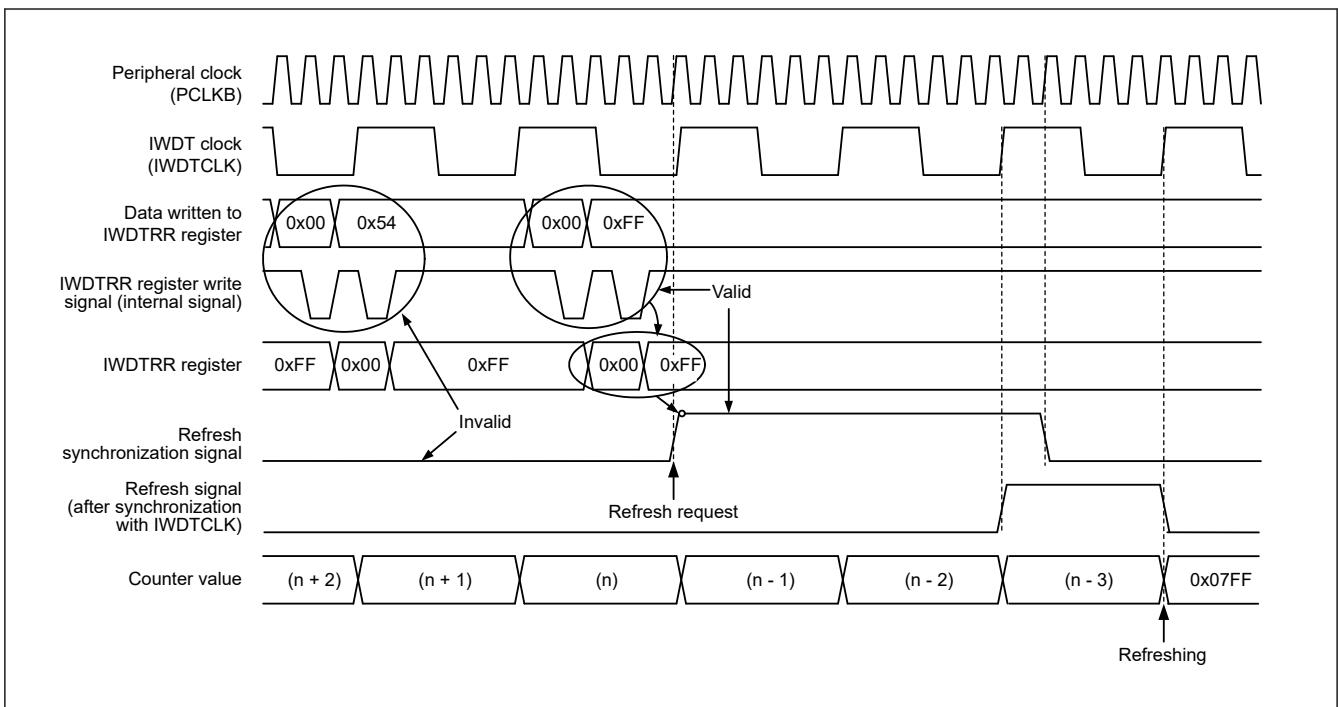 Peripheral clock
(PCLKB)
IWDT clock
(IWDTCLK)
Data written to
IWDTRR register
0x00
0x54
0x00
0xFF
IWDTRR register write
signal (internal signal)
Valid
IWDTRR register
0xFF
0x00
0xFF
0x00
0xFF
Invalid
Refresh
synchronization signal
Refresh request
Refresh signal
(after synchronization
with IWDTCLK)
Counter value
(n + 2)
(n + 1)
(n)
(n - 1)
(n - 2)
(n - 3)
0x07FF
Refreshing